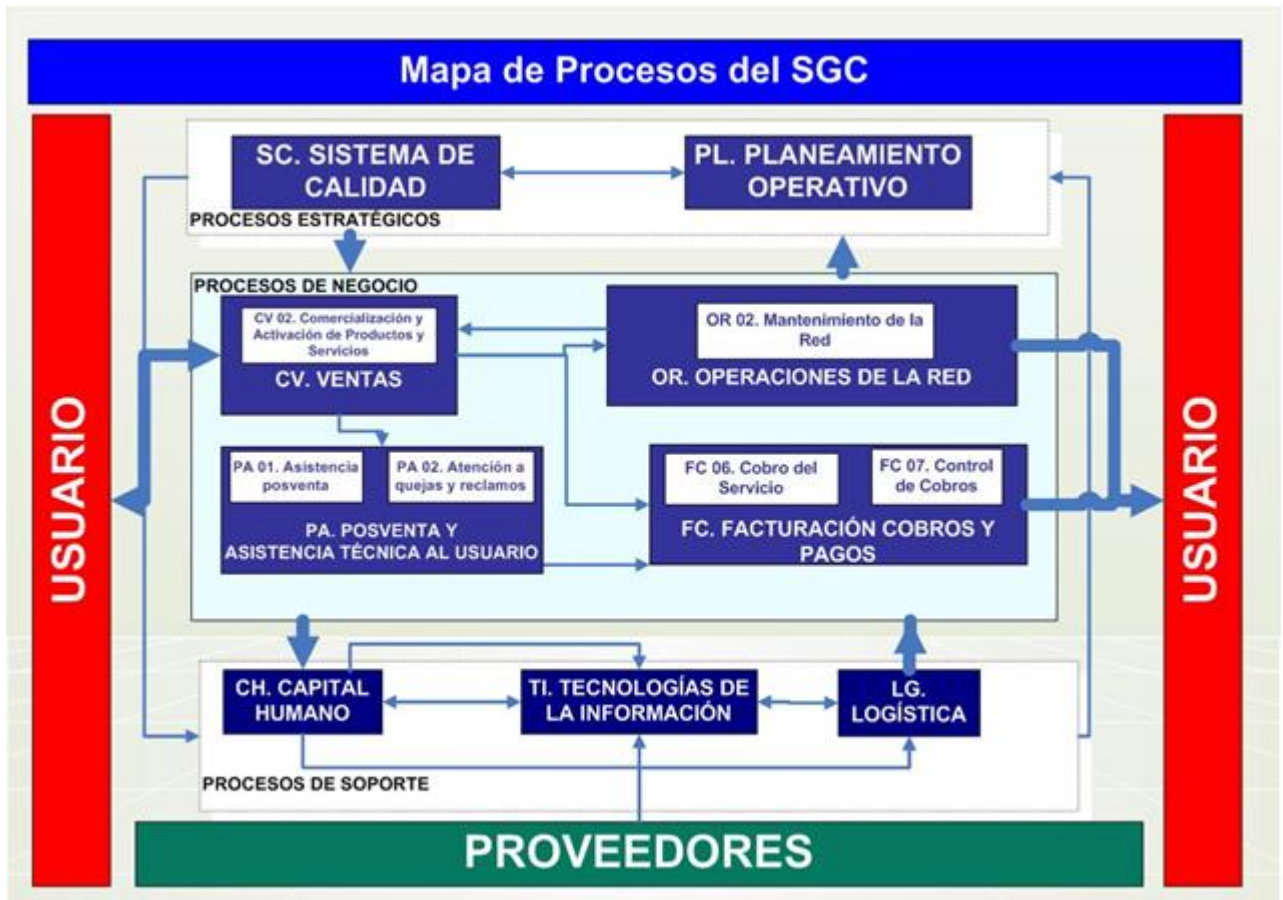 Mapa de Procesos del SGC
USUARIO
SC. SISTEMA DE
CALIDAD
PL. PLANEAMIENTO
OPERATIVO
PROCESOS ESTRATÉGICOS
PROCESOS DE NEGOCIO
CV 02. Comercialización y
Activación de Productos y
Servicios
CV. VENTAS
OR 02. Mantenimiento de la
Red
OR. OPERACIONES DE LA RED
PA 01. Asistencia
posventa
PA 02. Atención a
quejas y reclamos
PA. POSVENTA Y
ASISTENCIA TÉCNICA AL USUARIO
FC 06. Cobro del
Servicio
FC 07. Control
de Cobros
FC. FACTURACIÓN COBROS Y
PAGOS
CH. CAPITAL
HUMANO
TI. TECNOLOGÍAS DE
LA INFORMACIÓN
LG.
LOGÍSTICA
PROCESOS DE SOPORTE
USUARIO
PROVEEDORES